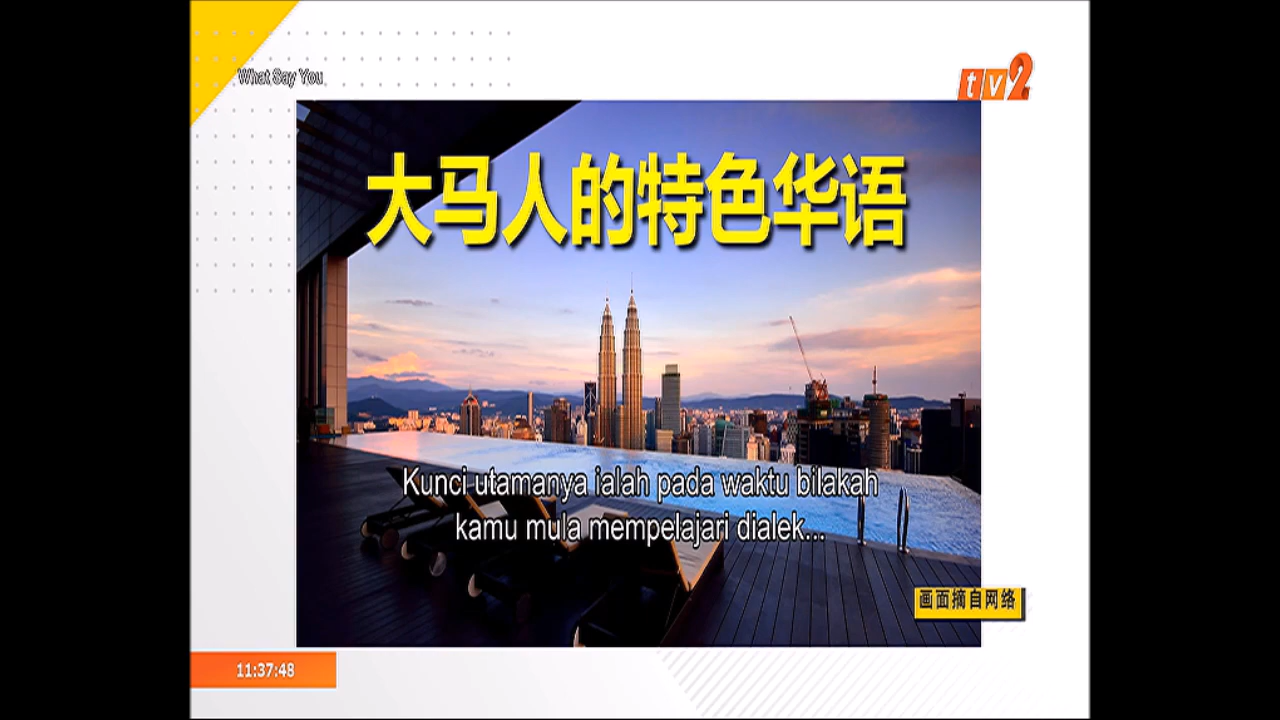 What Say You
tv2
大马人的特色华语
Kunci utamanya ialah pada waktu bilakah
kamu mula mempelajari dialek...
画面摘自网络
11:37:48